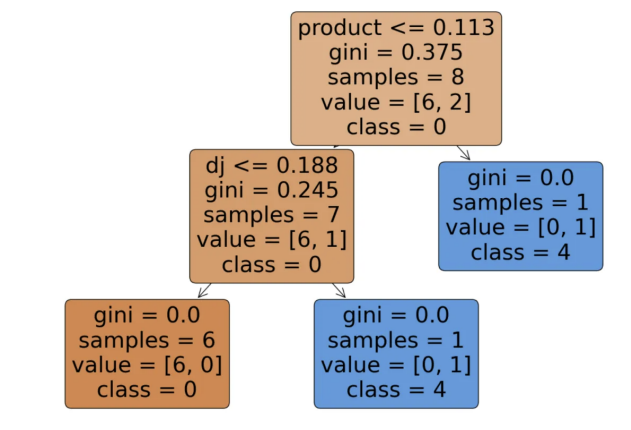 product <= 0.113
gini = 0.375
samples = 8
value = [6, 2]
class = 0
dj <= 0.188
gini = 0.245
samples = 7
value = [6, 1]
class = 0
gini = 0.0
samples = 1
value = [0, 1]
class = 4
gini = 0.0
samples = 6
value = [6, 0]
class = 0
gini = 0.0
samples = 1
value = [0, 1]
class = 4